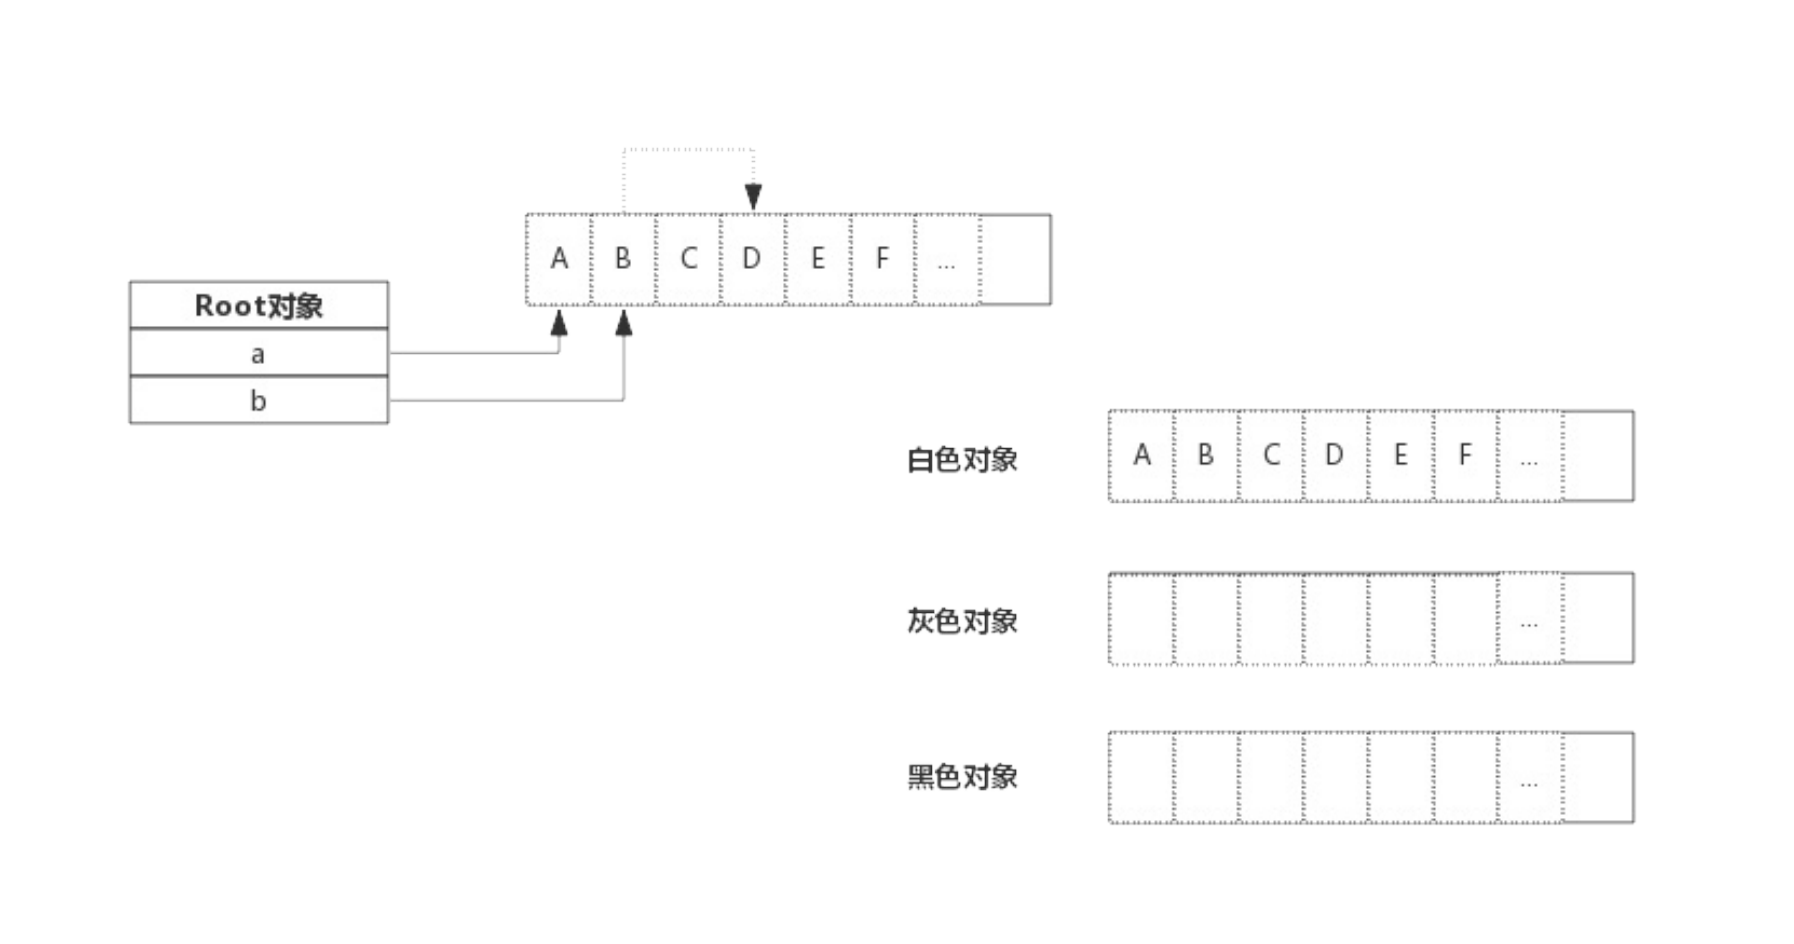 A B C D E F ...
Root对象
a
b
白色对象 A B C D E F ...
灰色对象 ...
黑色对象 ...